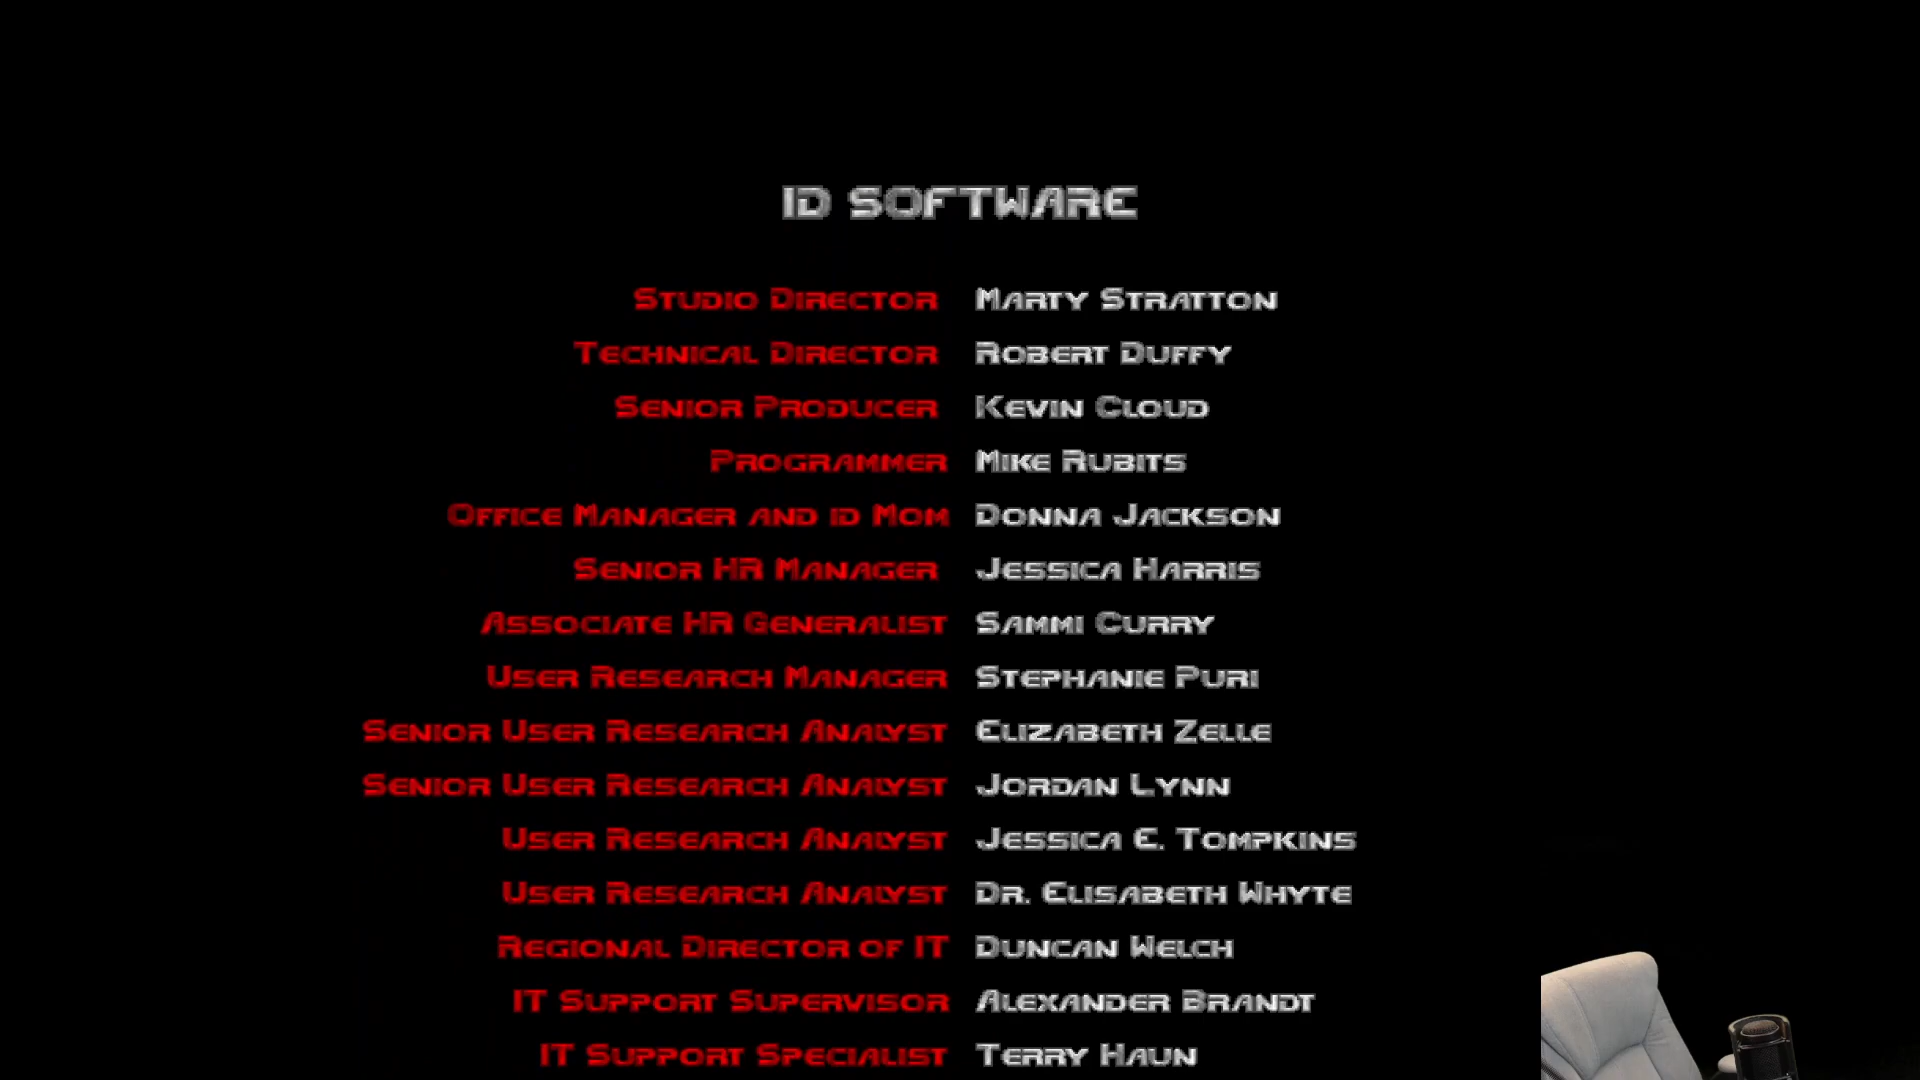 ID SOFTWARE
STUDIO DIRECTOR MARTY STRATTON
TECHNICAL DIRECTOR ROBERT DUFFY
SENIOR PRODUCER KEVIN CLOUD
PROGRAMMER MIKE RUBITS
OFFICE MANAGER AND ID MOM DONNA JACKSON
SENIOR HR MANAGER JESSICA HARRIS
ASSOCIATE HR GENERALIST SAMMI CURRY
USER RESEARCH MANAGER STEPHANIE PURI
SENIOR USER RESEARCH ANALYST ELIZABETH ZELLE
SENIOR USER RESEARCH ANALYST JORDAN LYNN
USER RESEARCH ANALYST JESSICA E. TOMPKINS
USER RESEARCH ANALYST DR. ELISABETH WHYTE
REGIONAL DIRECTOR OF IT DUNCAN WELCH
IT SUPPORT SUPERVISOR ALEXANDER BRANDT
IT SUPPORT SPECIALIST TERRY HAUN